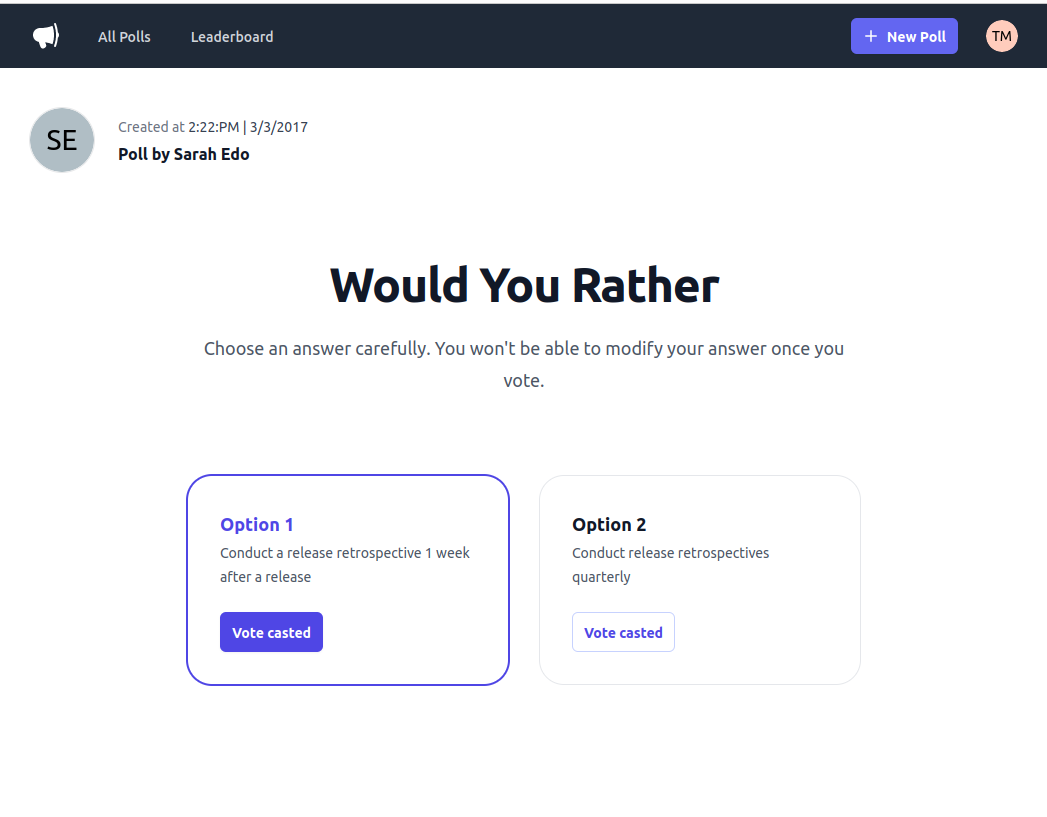 All Polls
Leaderboard
New Poll
TM
SE
Created at 2:22:PM | 3/3/2017
Poll by Sarah Edo
Would You Rather
Choose an answer carefully. You won't be able to modify your answer once you
vote.
Option 1
Conduct a release retrospective 1 week
after a release
Vote casted
Option 2
Conduct release retrospectives
quarterly
Vote casted